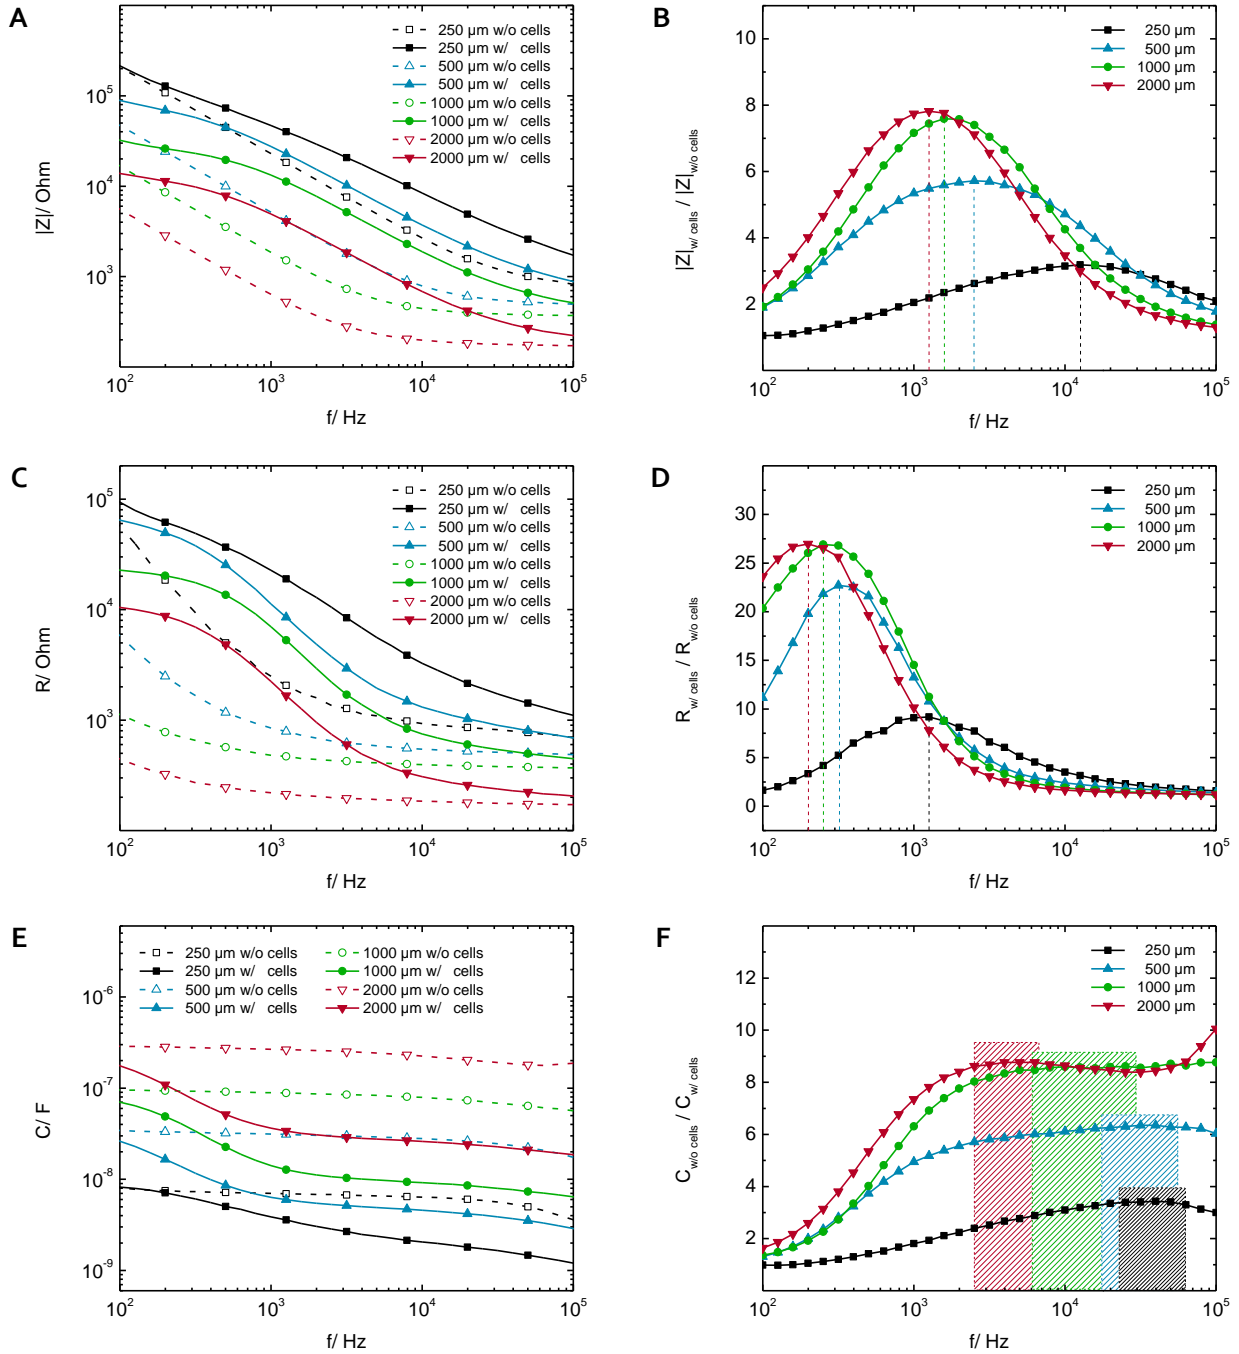 A
250 µm w/o cells
250 µm w/ cells
500 µm w/o cells
500 µm w/ cells
1000 µm w/o cells
1000 µm w/ cells
2000 µm w/o cells
2000 µm w/ cells
|Z|/ Ohm
10^5
10^4
10^3
10^2 10^3 10^4 10^5
f/ Hz
B
250 µm
500 µm
1000 µm
2000 µm
|Z|w/ cells / |Z|w/o cells
10
8
6
4
2
10^2 10^3 10^4 10^5
f/ Hz
C
250 µm w/o cells
250 µm w/ cells
500 µm w/o cells
500 µm w/ cells
1000 µm w/o cells
1000 µm w/ cells
2000 µm w/o cells
2000 µm w/ cells
R/ Ohm
10^5
10^4
10^3
10^2 10^3 10^4 10^5
f/ Hz
D
250 µm
500 µm
1000 µm
2000 µm
Rw/ cells / Rw/o cells
30
25
20
15
10
5
0
10^2 10^3 10^4 10^5
f/ Hz
E
250 µm w/o cells 1000 µm w/o cells
250 µm w/ cells 1000 µm w/ cells
500 µm w/o cells 2000 µm w/o cells
500 µm w/ cells 2000 µm w/ cells
C/ F
10^-6
10^-7
10^-8
10^-9
10^2 10^3 10^4 10^5
f/ Hz
F
250 µm
500 µm
1000 µm
2000 µm
Cw/o cells / Cw/ cells
12
10
8
6
4
2
10^2 10^3 10^4 10^5
f/ Hz